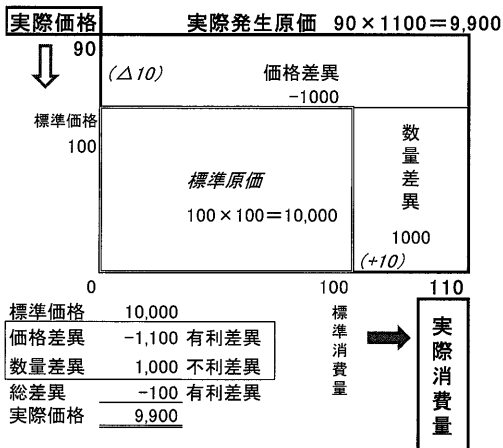 実際価格 実際発生原価 90×1100＝9,900
90
(△10) 価格差異
-1000
標準価格
100
標準原価
100×100＝10,000
数量差異
1000
(+10)
0 100 110
標準価格 10,000
価格差異 -1,100 有利差異
数量差異 1,000 不利差異
総差異 -100 有利差異
実際価格 9,900
標準消費量
実際消費量